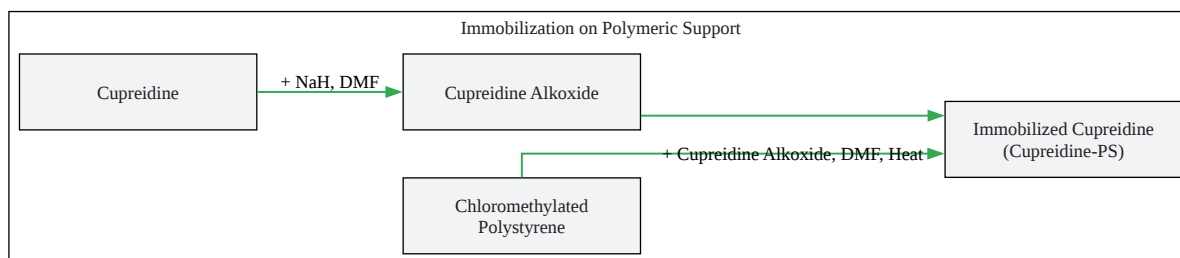 Immobilization on Polymeric Support
Cupreidine
+ NaH, DMF
Cupreidine Alkoxide
Immobilized Cupreidine
(Cupreidine-PS)
+ Cupreidine Alkoxide, DMF, Heat
Chloromethylated
Polystyrene